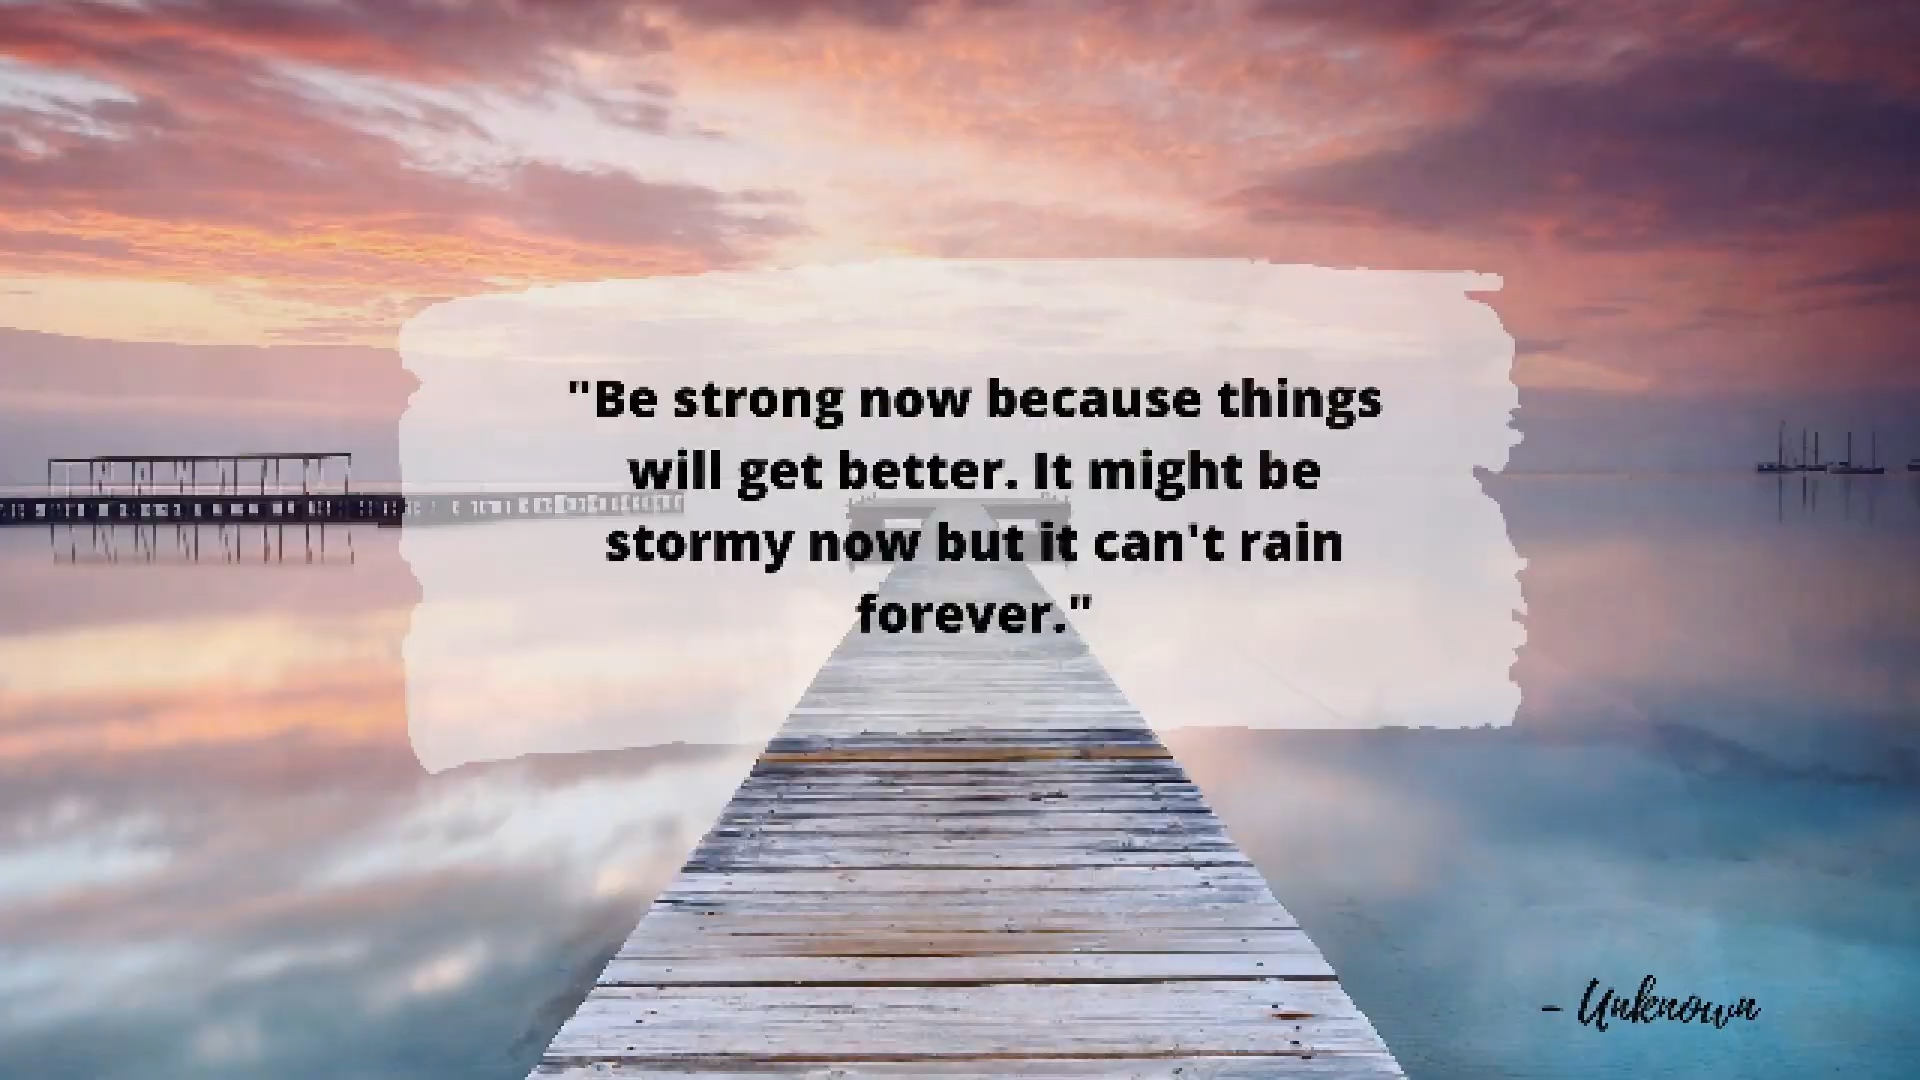 "Be strong now because things
will get better. It might be
stormy now but it can't rain
forever."
- Unknown